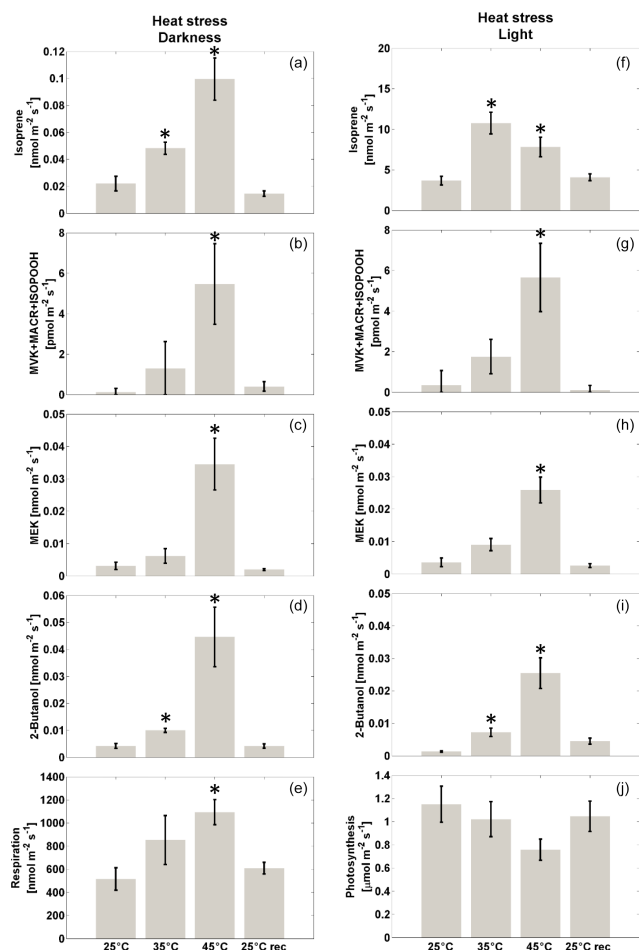 Heat stress
Darkness
(a)
0.12
0.1
0.08
0.06
0.04
0.02
0
Isoprene
[nmol m⁻² s⁻¹]
*
*
(b)
8
6
4
2
0
MVK+MACR+ISOPOOH
[pmol m⁻² s⁻¹]
*
(c)
0.05
0.04
0.03
0.02
0.01
0
MEK [nmol m⁻² s⁻¹]
*
(d)
0.06
0.05
0.04
0.03
0.02
0.01
0
2-Butanol [nmol m⁻² s⁻¹]
*
*
(e)
1400
1200
1000
800
600
400
200
0
Respiration
[nmol m⁻² s⁻¹]
*
25°C 35°C 45°C 25°C rec
Heat stress
Light
(f)
20
15
10
5
0
Isoprene
[nmol m⁻² s⁻¹]
*
*
(g)
8
6
4
2
0
MVK+MACR+ISOPOOH
[pmol m⁻² s⁻¹]
*
(h)
0.05
0.04
0.03
0.02
0.01
0
MEK [nmol m⁻² s⁻¹]
*
(i)
0.05
0.04
0.03
0.02
0.01
0
2-Butanol [nmol m⁻² s⁻¹]
*
*
(j)
1.4
1.2
1
0.8
0.6
0.4
0.2
0
Photosynthesis
[μmol m⁻² s⁻¹]
25°C 35°C 45°C 25°C rec